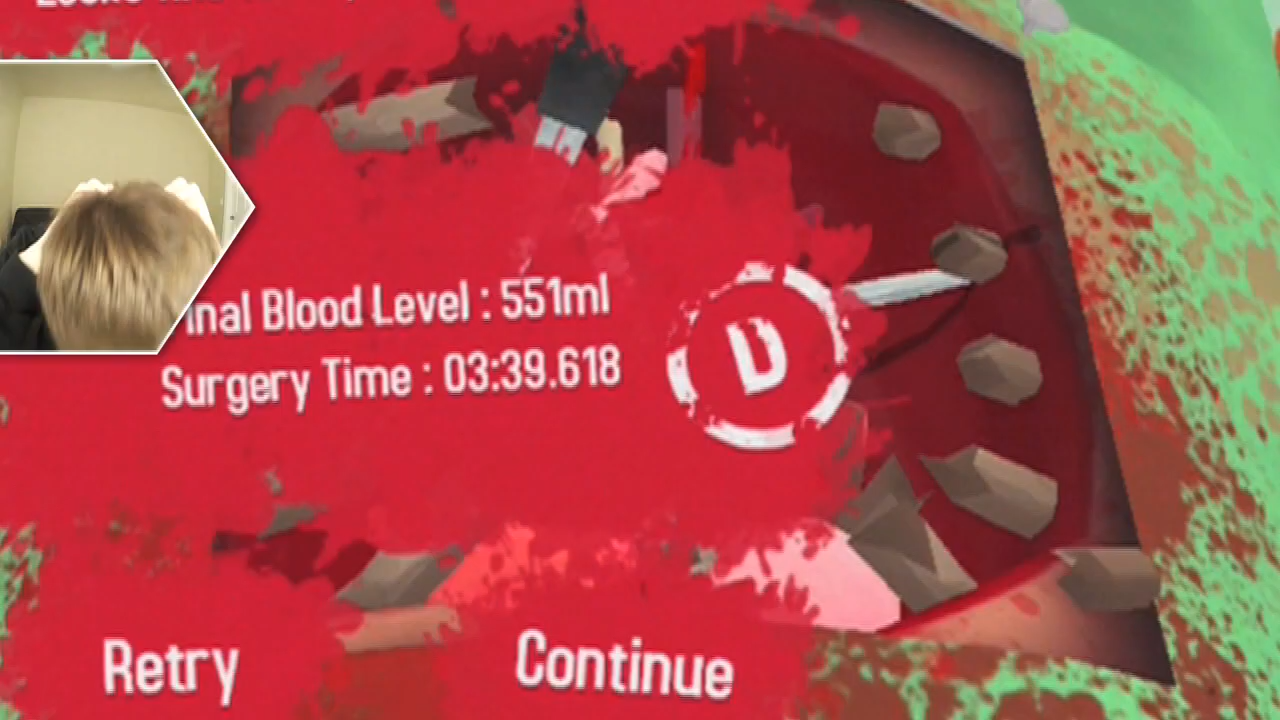 inal Blood Level : 551ml
Surgery Time : 03:39.618
D
Retry
Continue